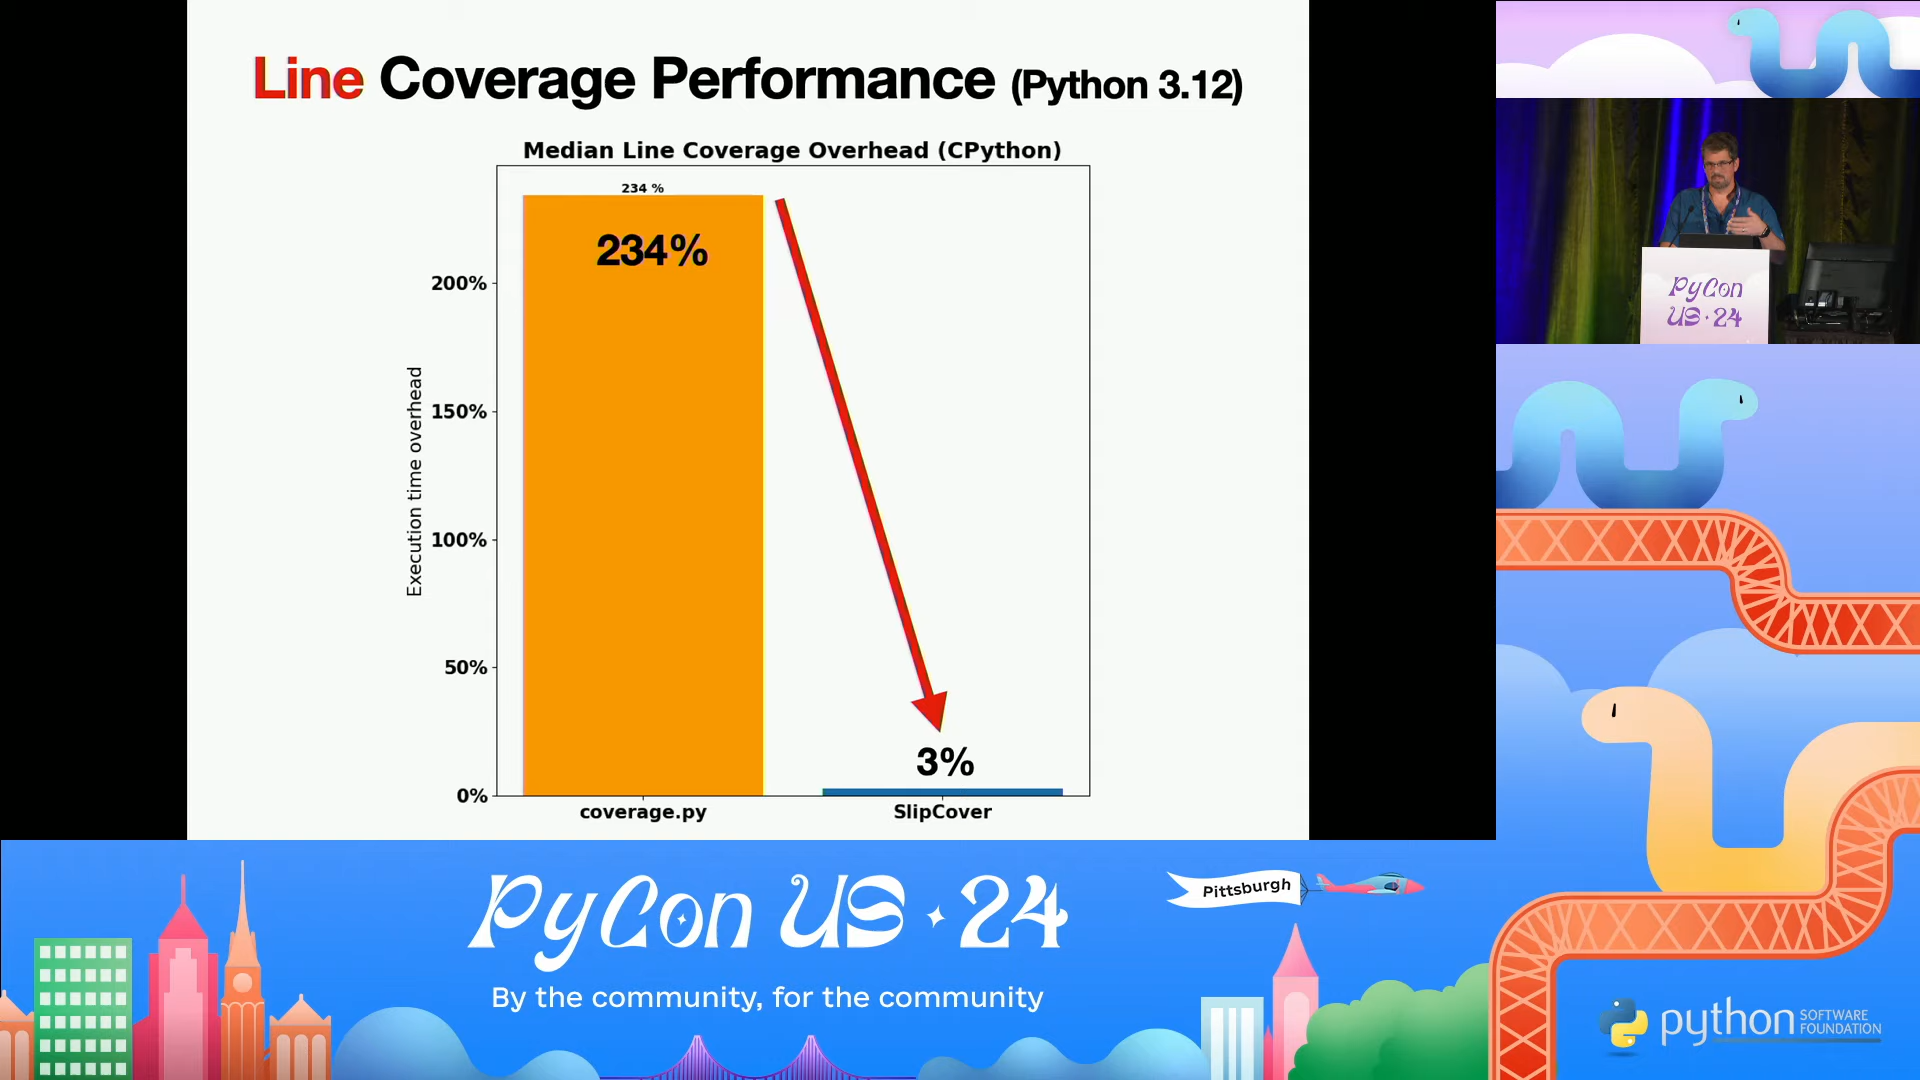 Line Coverage Performance (Python 3.12)
Median Line Coverage Overhead (CPython)
234 %
234%
200%
150%
100%
50%
0%
Execution time overhead
3%
coverage.py
SlipCover
PyCon
US · 24
PyCon US · 24
By the community, for the community
Pittsburgh
python
SOFTWARE
FOUNDATION